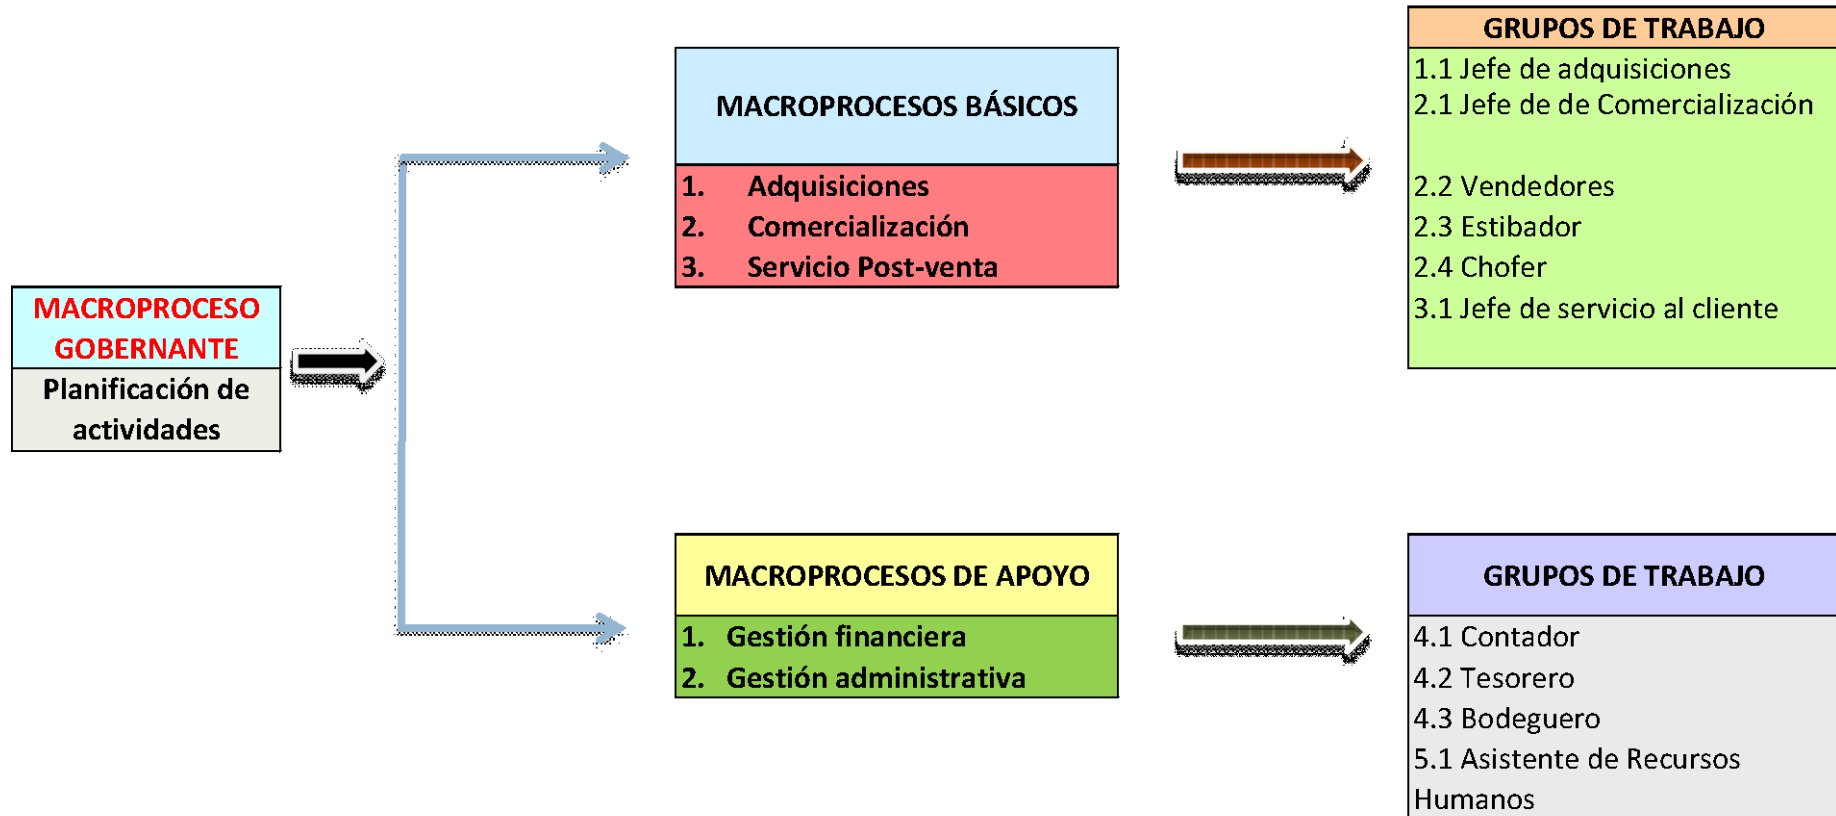 MACROPROCESO
GOBERNANTE
Planificación de
actividades
MACROPROCESOS BÁSICOS
1. Adquisiciones
2. Comercialización
3. Servicio Post-venta
GRUPOS DE TRABAJO
1.1 Jefe de adquisiciones
2.1 Jefe de de Comercialización
2.2 Vendedores
2.3 Estibador
2.4 Chofer
3.1 Jefe de servicio al cliente
MACROPROCESOS DE APOYO
1. Gestión financiera
2. Gestión administrativa
GRUPOS DE TRABAJO
4.1 Contador
4.2 Tesorero
4.3 Bodeguero
5.1 Asistente de Recursos
Humanos